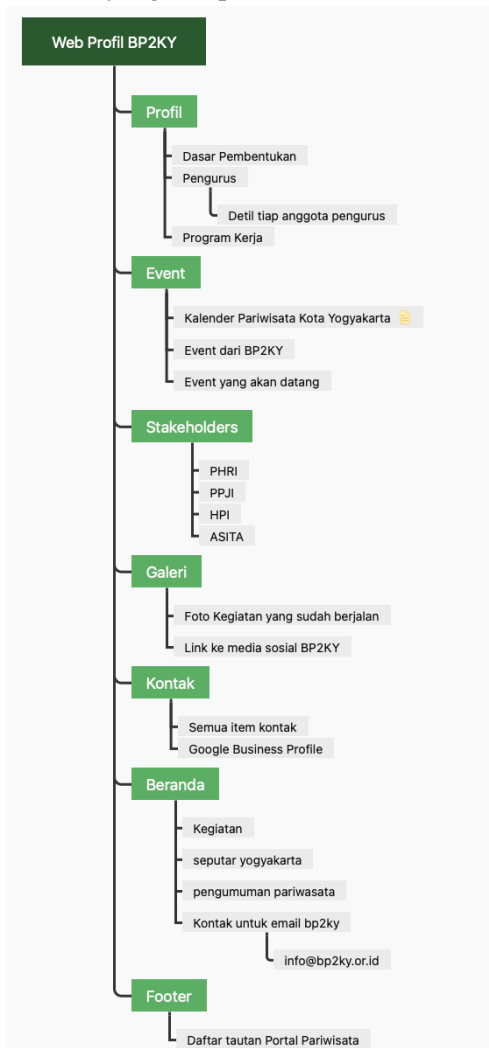 Web Profil BP2KY
Profil
Dasar Pembentukan
Pengurus
Detil tiap anggota pengurus
Program Kerja
Event
Kalender Pariwisata Kota Yogyakarta
Event dari BP2KY
Event yang akan datang
Stakeholders
PHRI
PPJI
HPI
ASITA
Galeri
Foto Kegiatan yang sudah berjalan
Link ke media sosial BP2KY
Kontak
Semua item kontak
Google Business Profile
Beranda
Kegiatan
seputar yogyakarta
pengumuman pariwasata
Kontak untuk email bp2ky
info@bp2ky.or.id
Footer
Daftar tautan Portal Pariwisata